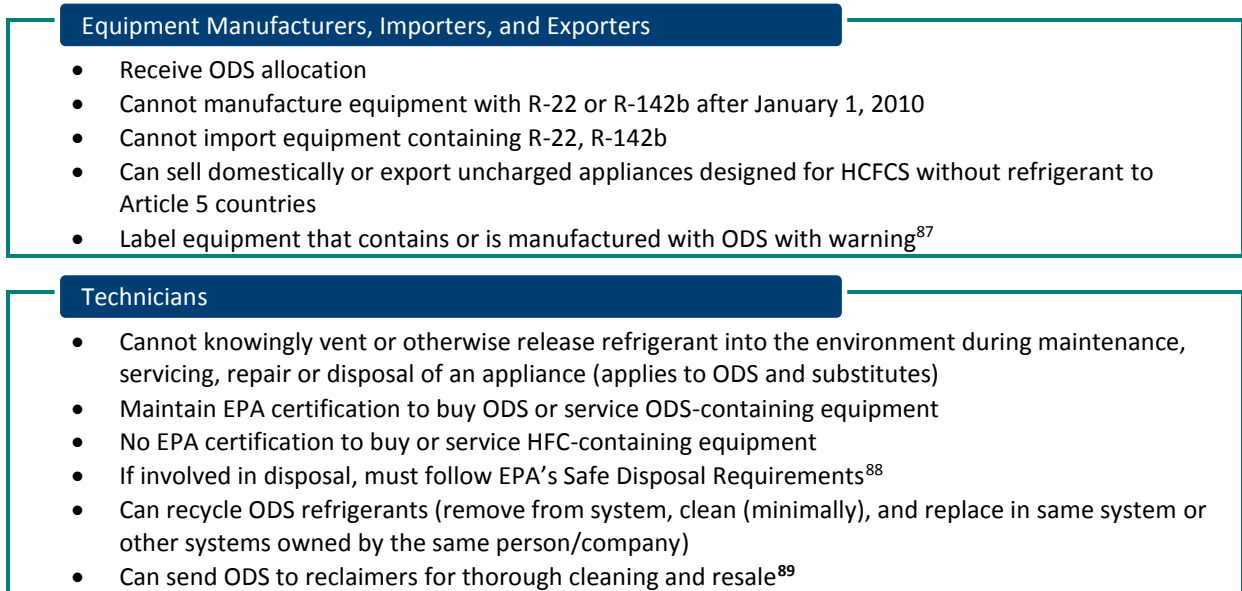 Equipment Manufacturers, Importers, and Exporters
• Receive ODS allocation
• Cannot manufacture equipment with R-22 or R-142b after January 1, 2010
• Cannot import equipment containing R-22, R-142b
• Can sell domestically or export uncharged appliances designed for HCFCS without refrigerant to
Article 5 countries
• Label equipment that contains or is manufactured with ODS with warning87
Technicians
• Cannot knowingly vent or otherwise release refrigerant into the environment during maintenance,
servicing, repair or disposal of an appliance (applies to ODS and substitutes)
• Maintain EPA certification to buy ODS or service ODS-containing equipment
• No EPA certification to buy or service HFC-containing equipment
• If involved in disposal, must follow EPA’s Safe Disposal Requirements88
• Can recycle ODS refrigerants (remove from system, clean (minimally), and replace in same system or
other systems owned by the same person/company)
• Can send ODS to reclaimers for thorough cleaning and resale89